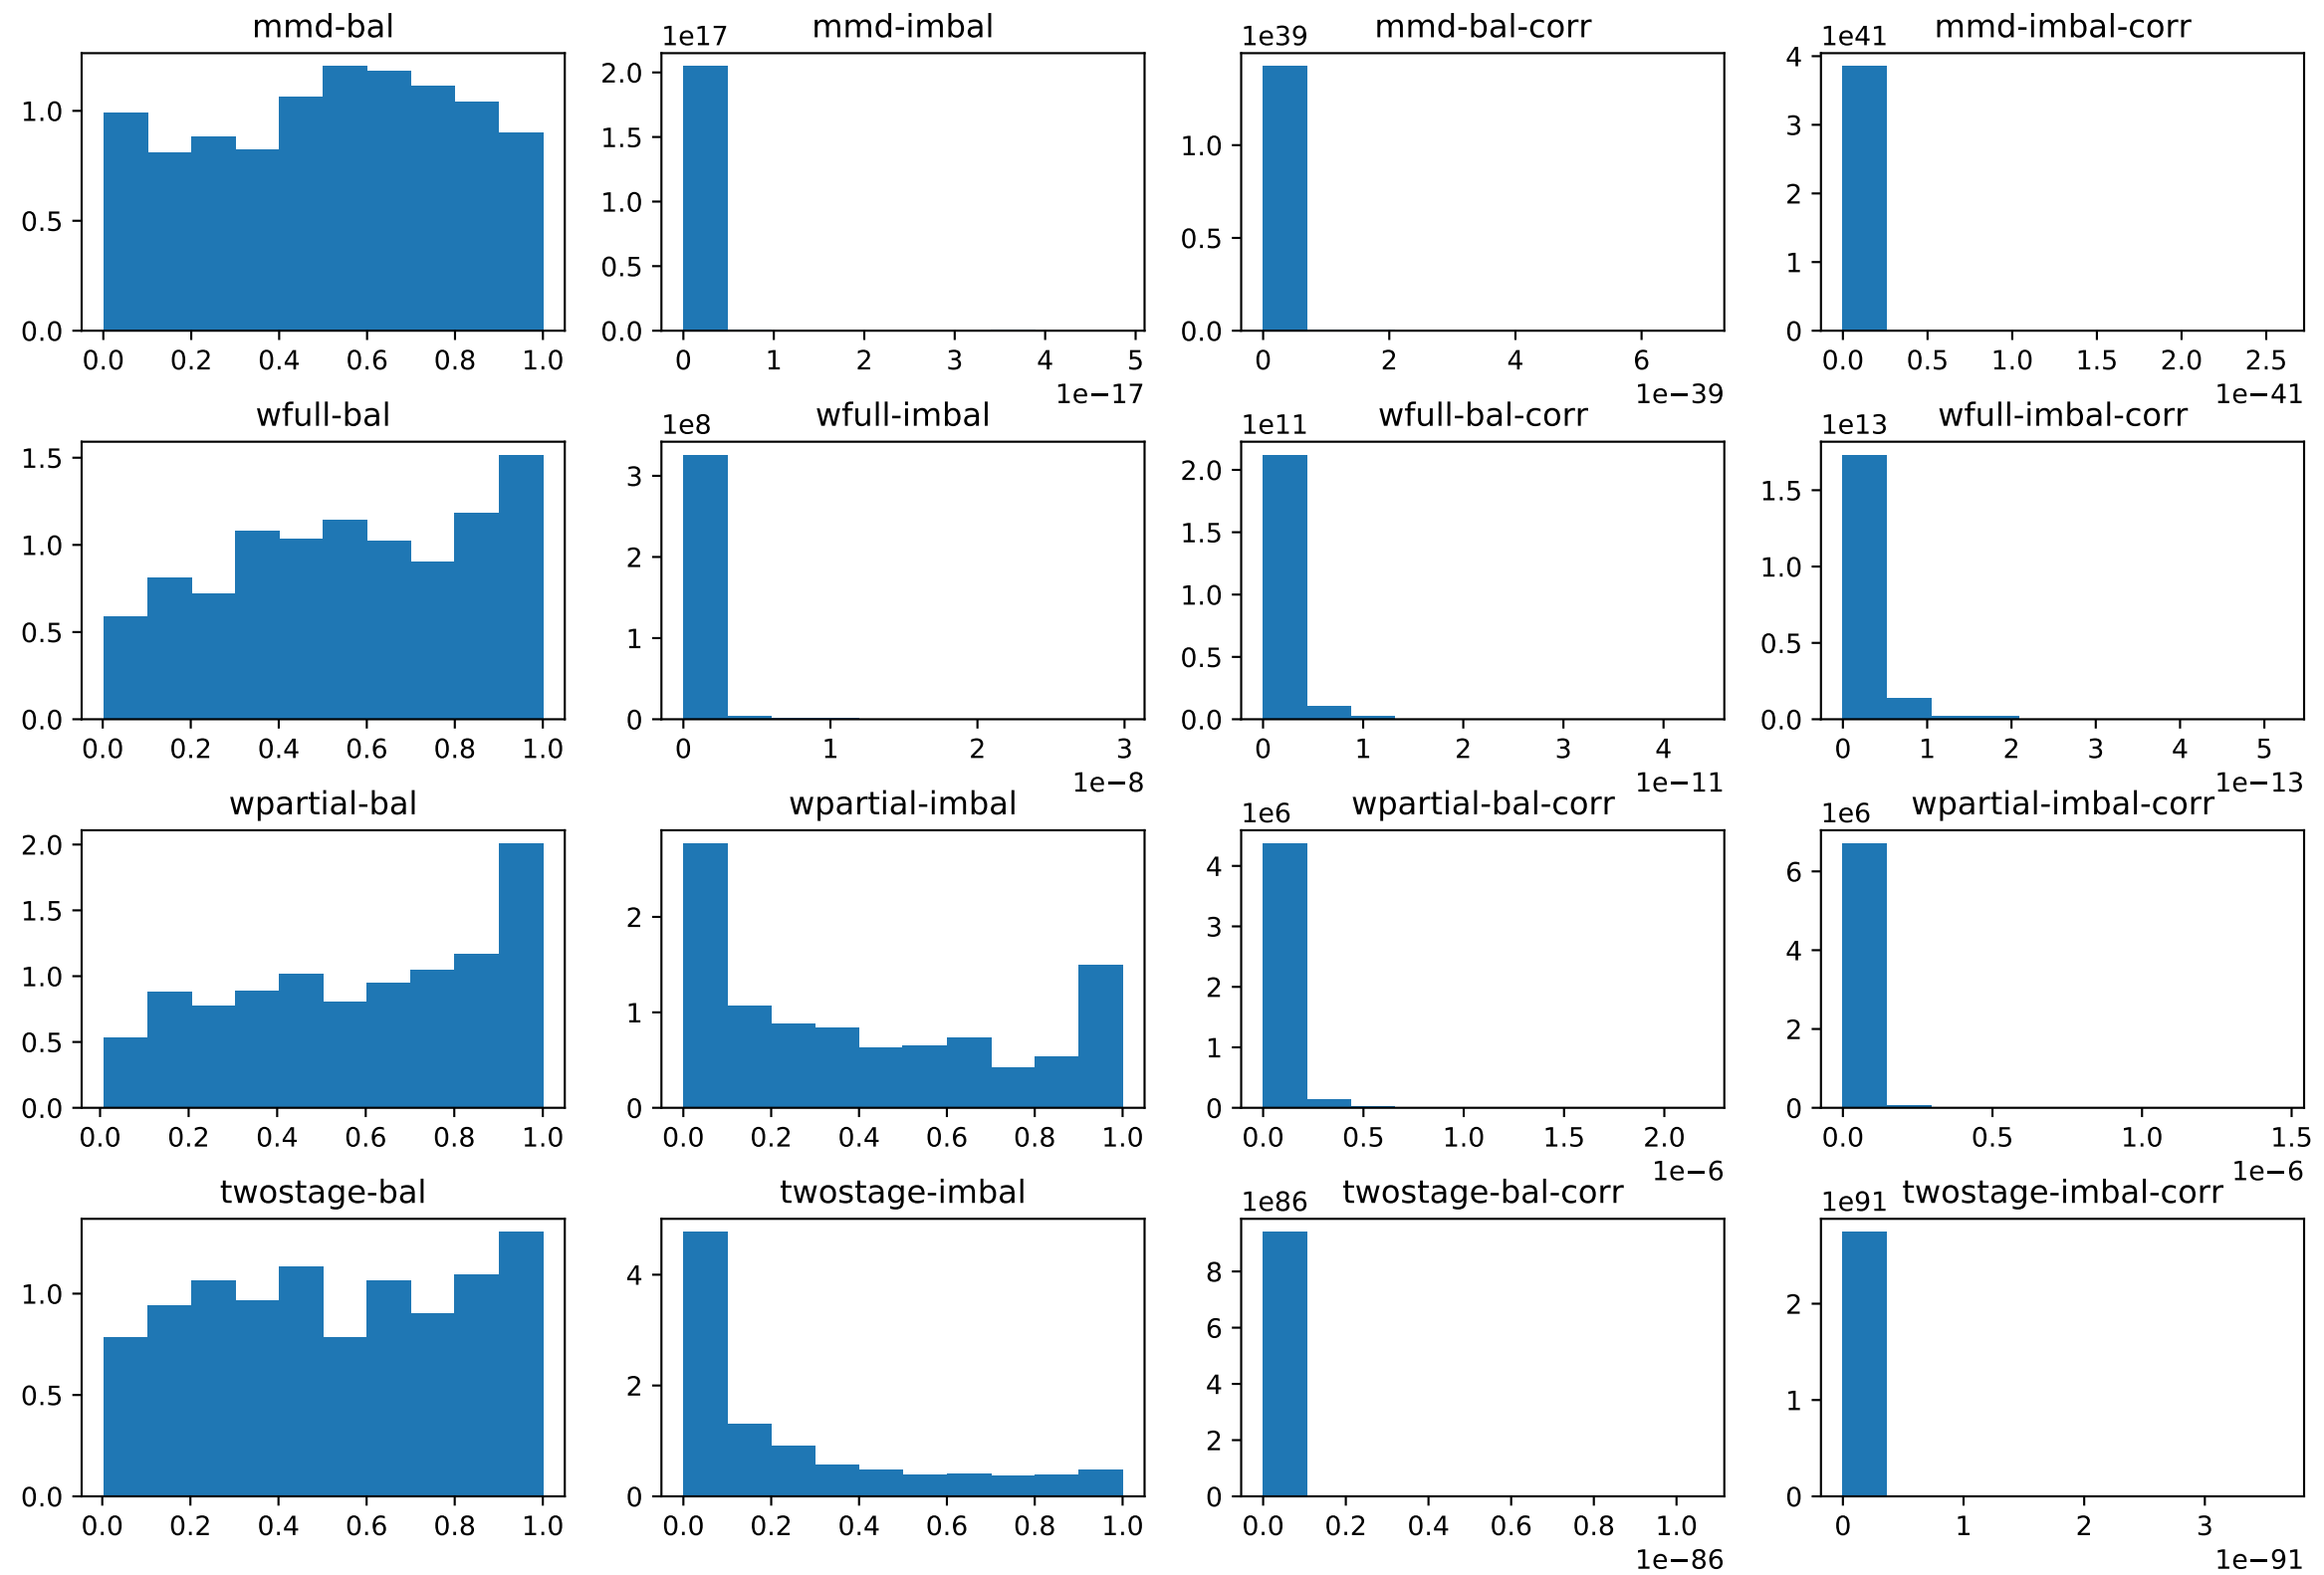 mmd-bal
1.0
0.5
0.0
0.0 0.2 0.4 0.6 0.8 1.0
mmd-imbal
1e17
2.0
1.5
1.0
0.5
0.0
0 1 2 3 4 5
1e−17
mmd-bal-corr
1e39
1.0
0.5
0.0
0 2 4 6
1e−39
mmd-imbal-corr
1e41
4
3
2
1
0
0.0 0.5 1.0 1.5 2.0 2.5
1e−41
wfull-bal
1.5
1.0
0.5
0.0
0.0 0.2 0.4 0.6 0.8 1.0
wfull-imbal
1e8
3
2
1
0
0 1 2 3
1e−8
wfull-bal-corr
1e11
2.0
1.5
1.0
0.5
0.0
0 1 2 3 4
1e−11
wfull-imbal-corr
1e13
1.5
1.0
0.5
0.0
0 1 2 3 4 5
1e−13
wpartial-bal
2.0
1.5
1.0
0.5
0.0
0.0 0.2 0.4 0.6 0.8 1.0
wpartial-imbal
2
1
0
0.0 0.2 0.4 0.6 0.8 1.0
wpartial-bal-corr
1e6
4
3
2
1
0
0.0 0.5 1.0 1.5 2.0
1e−6
wpartial-imbal-corr
1e6
6
4
2
0
0.0 0.5 1.0 1.5
1e−6
twostage-bal
1.0
0.5
0.0
0.0 0.2 0.4 0.6 0.8 1.0
twostage-imbal
4
2
0
0.0 0.2 0.4 0.6 0.8 1.0
twostage-bal-corr
1e86
8
6
4
2
0
0.0 0.2 0.4 0.6 0.8 1.0
1e−86
twostage-imbal-corr
1e91
2
1
0
0 1 2 3
1e−91